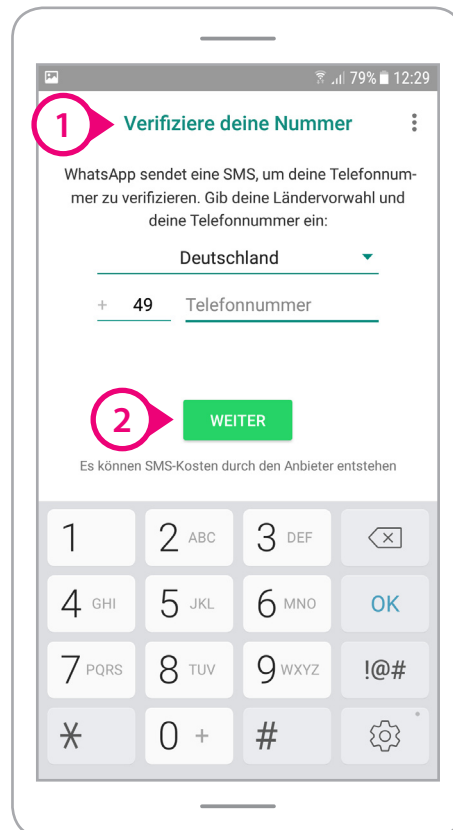 79% 12:29
1 Verifiziere deine Nummer
WhatsApp sendet eine SMS, um deine Telefonnum-
mer zu verifizieren. Gib deine Ländervorwahl und
deine Telefonnummer ein:
Deutschland
+ 49 Telefonnummer
2 WEITER
Es können SMS-Kosten durch den Anbieter entstehen
1 2 ABC 3 DEF
4 GHI 5 JKL 6 MNO OK
7 PQRS 8 TUV 9 WXYZ !@#
* 0 + #